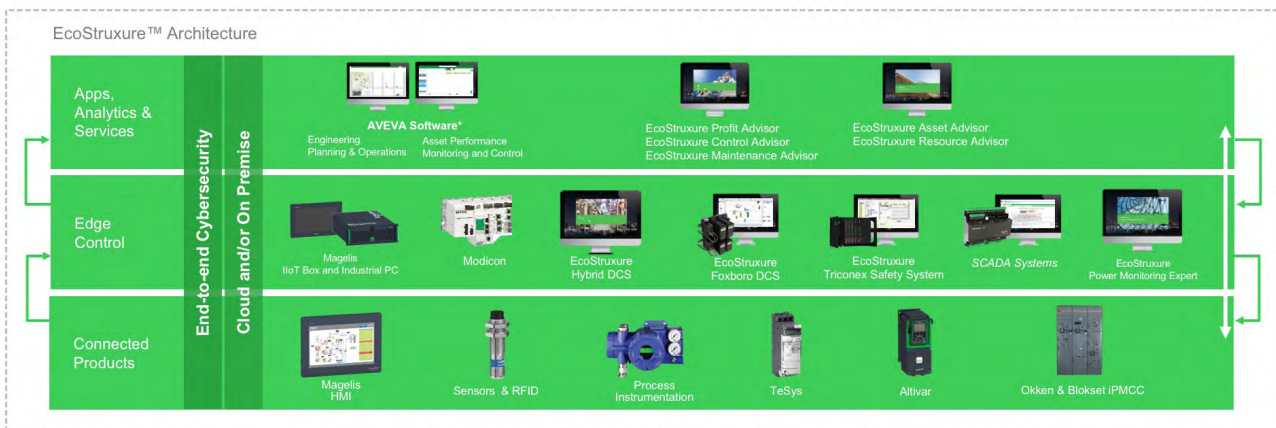 EcoStruxure™ Architecture
Apps,
Analytics &
Services
End-to-end Cybersecurity
Cloud and/or On Premise
AVEVA Software*
Engineering
Planning & Operations
Asset Performance
Monitoring and Control
EcoStruxure Profit Advisor
EcoStruxure Control Advisor
EcoStruxure Maintenance Advisor
EcoStruxure Asset Advisor
EcoStruxure Resource Advisor
Edge
Control
Magelis
IIoT Box and Industrial PC
Modicon
EcoStruxure
Hybrid DCS
EcoStruxure
Foxboro DCS
EcoStruxure
Triconex Safety System
SCADA Systems
EcoStruxure
Power Monitoring Expert
Connected
Products
Magelis
HMI
Sensors & RFID
Process
Instrumentation
TeSys
Altivar
Okken & Blokset iPMCC